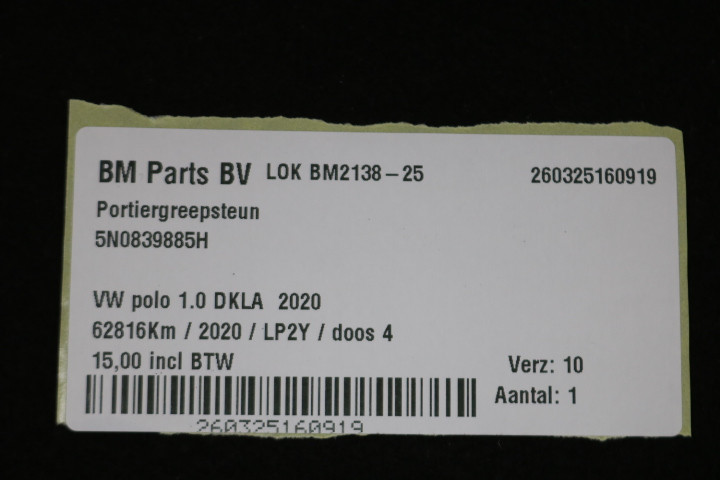 BM Parts BV LOK BM2138-25 260325160919
Portiergreepsteun
5N0839885H
VW polo 1.0 DKLA 2020
62816Km / 2020 / LP2Y / doos 4
15,00 incl BTW Verz: 10
Aantal: 1
260325160919